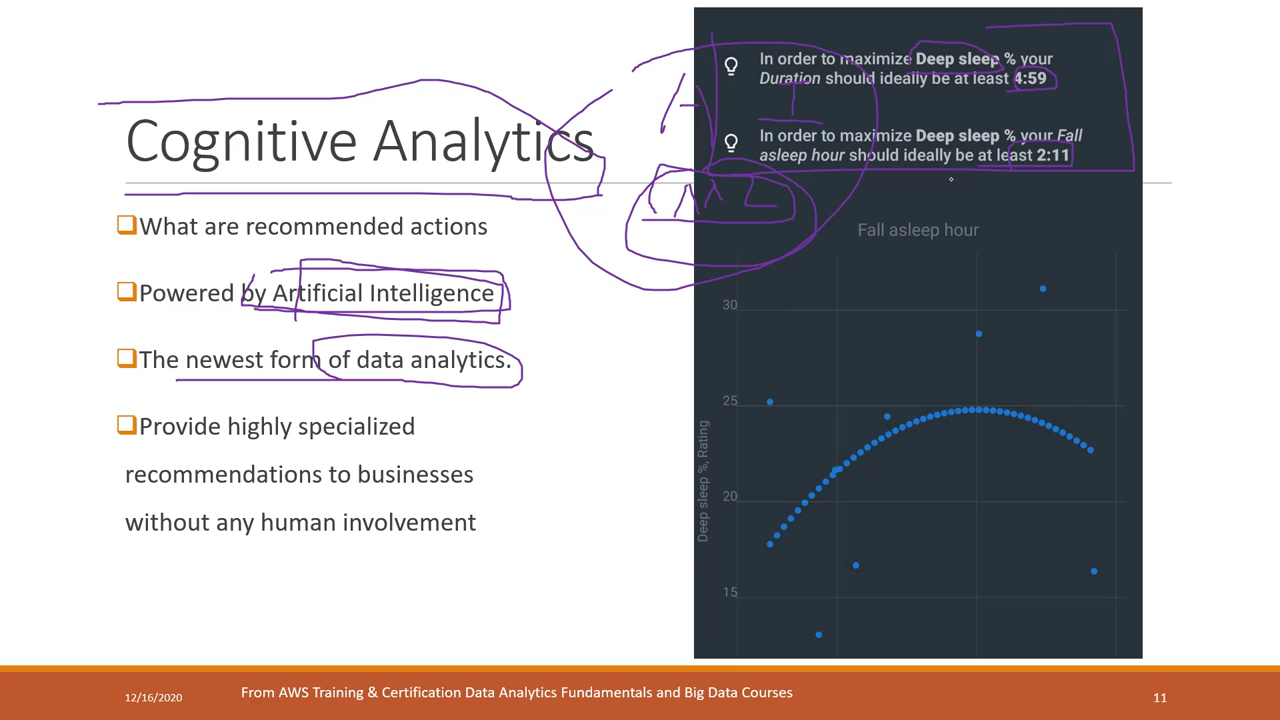 Cognitive Analytics
What are recommended actions
Powered by Artificial Intelligence
The newest form of data analytics.
Provide highly specialized
recommendations to businesses
without any human involvement
In order to maximize Deep sleep % your
Duration should ideally be at least 4:59
In order to maximize Deep sleep % your Fall
asleep hour should ideally be at least 2:11
Fall asleep hour
30
25
20
15
Deep sleep %, Rating
12/16/2020
From AWS Training & Certification Data Analytics Fundamentals and Big Data Courses
11